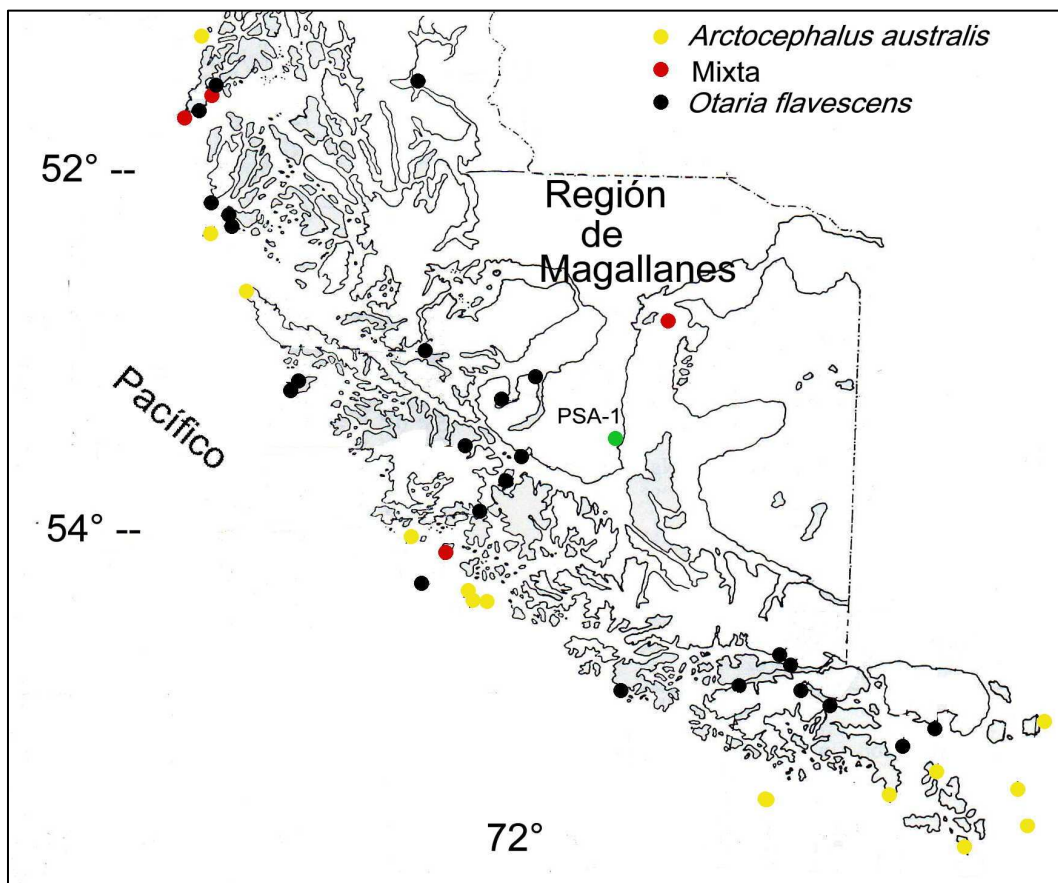 Arctocephalus australis
Mixta
Otaria flavescens
52° --
Región
de
Magallanes
Pacífico
PSA-1
54° --
72°